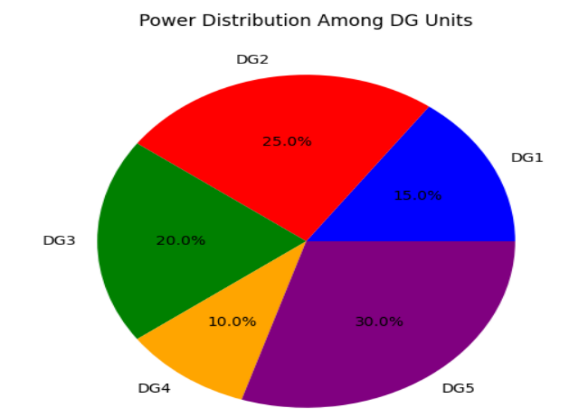 Power Distribution Among DG Units
DG2
25.0%
DG1
15.0%
DG3
20.0%
10.0%
30.0%
DG4
DG5